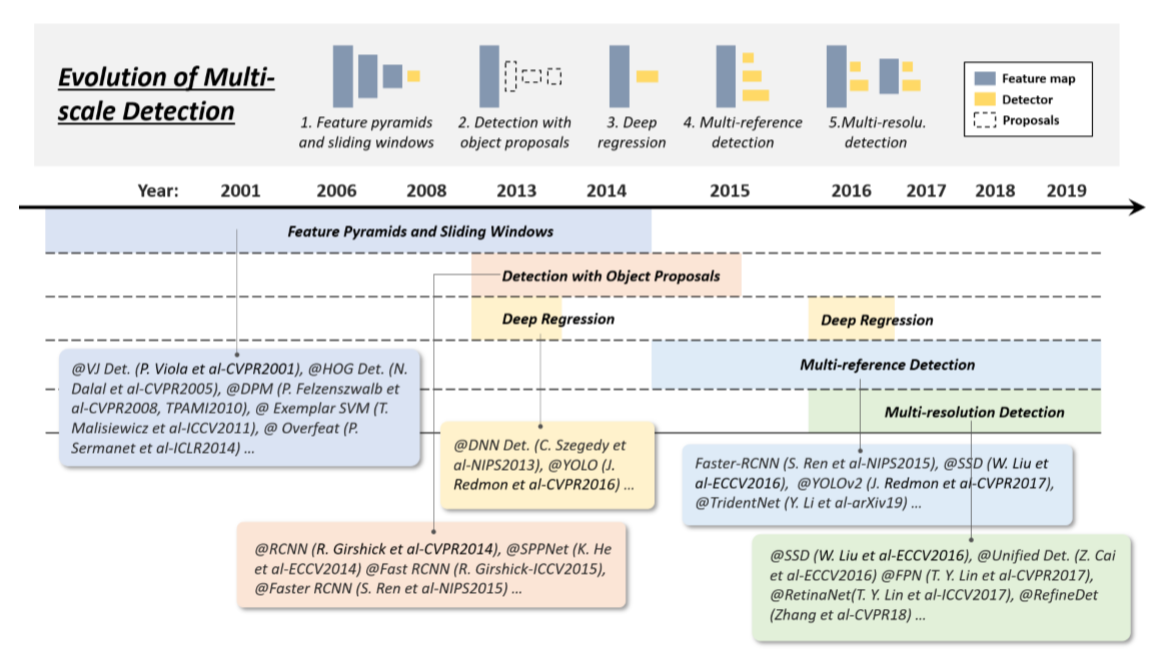 Evolution of Multi-
scale Detection
1. Feature pyramids
and sliding windows
2. Detection with
object proposals
3. Deep
regression
4. Multi-reference
detection
5.Multi-resolu.
detection
Feature map
Detector
Proposals
Year: 2001 2006 2008 2013 2014 2015 2016 2017 2018 2019
Feature Pyramids and Sliding Windows
Detection with Object Proposals
Deep Regression
Deep Regression
Multi-reference Detection
Multi-resolution Detection
@VJ Det. (P. Viola et al-CVPR2001), @HOG Det. (N.
Dalal et al-CVPR2005), @DPM (P. Felzenszwalb et
al-CVPR2008, TPAMI2010), @ Exemplar SVM (T.
Malisiewicz et al-ICCV2011), @ Overfeat (P.
Sermanet et al-ICLR2014) ...
@DNN Det. (C. Szegedy et
al-NIPS2013), @YOLO (J.
Redmon et al-CVPR2016) ...
Faster-RCNN (S. Ren et al-NIPS2015), @SSD (W. Liu et
al-ECCV2016), @YOLOv2 (J. Redmon et al-CVPR2017),
@TridentNet (Y. Li et al-arXiv19) ...
@RCNN (R. Girshick et al-CVPR2014), @SPPNet (K. He
et al-ECCV2014) @Fast RCNN (R. Girshick-ICCV2015),
@Faster RCNN (S. Ren et al-NIPS2015) ...
@SSD (W. Liu et al-ECCV2016), @Unified Det. (Z. Cai
et al-ECCV2016) @FPN (T. Y. Lin et al-CVPR2017),
@RetinaNet(T. Y. Lin et al-ICCV2017), @RefineDet
(Zhang et al-CVPR18) ...